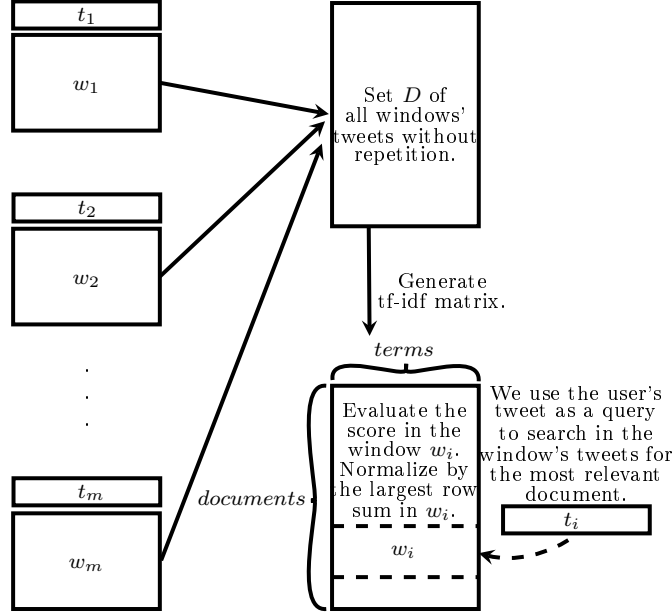 t₁
w₁
t₂
w₂
.
.
.
tₘ
wₘ
Set D of
all windows'
tweets without
repetition.
Generate
tf-idf matrix.
terms
documents
Evaluate the
score in the
window wᵢ.
Normalize by
the largest row
sum in wᵢ.
wᵢ
We use the user's
tweet as a query
to search in the
window's tweets for
the most relevant
document.
tᵢ